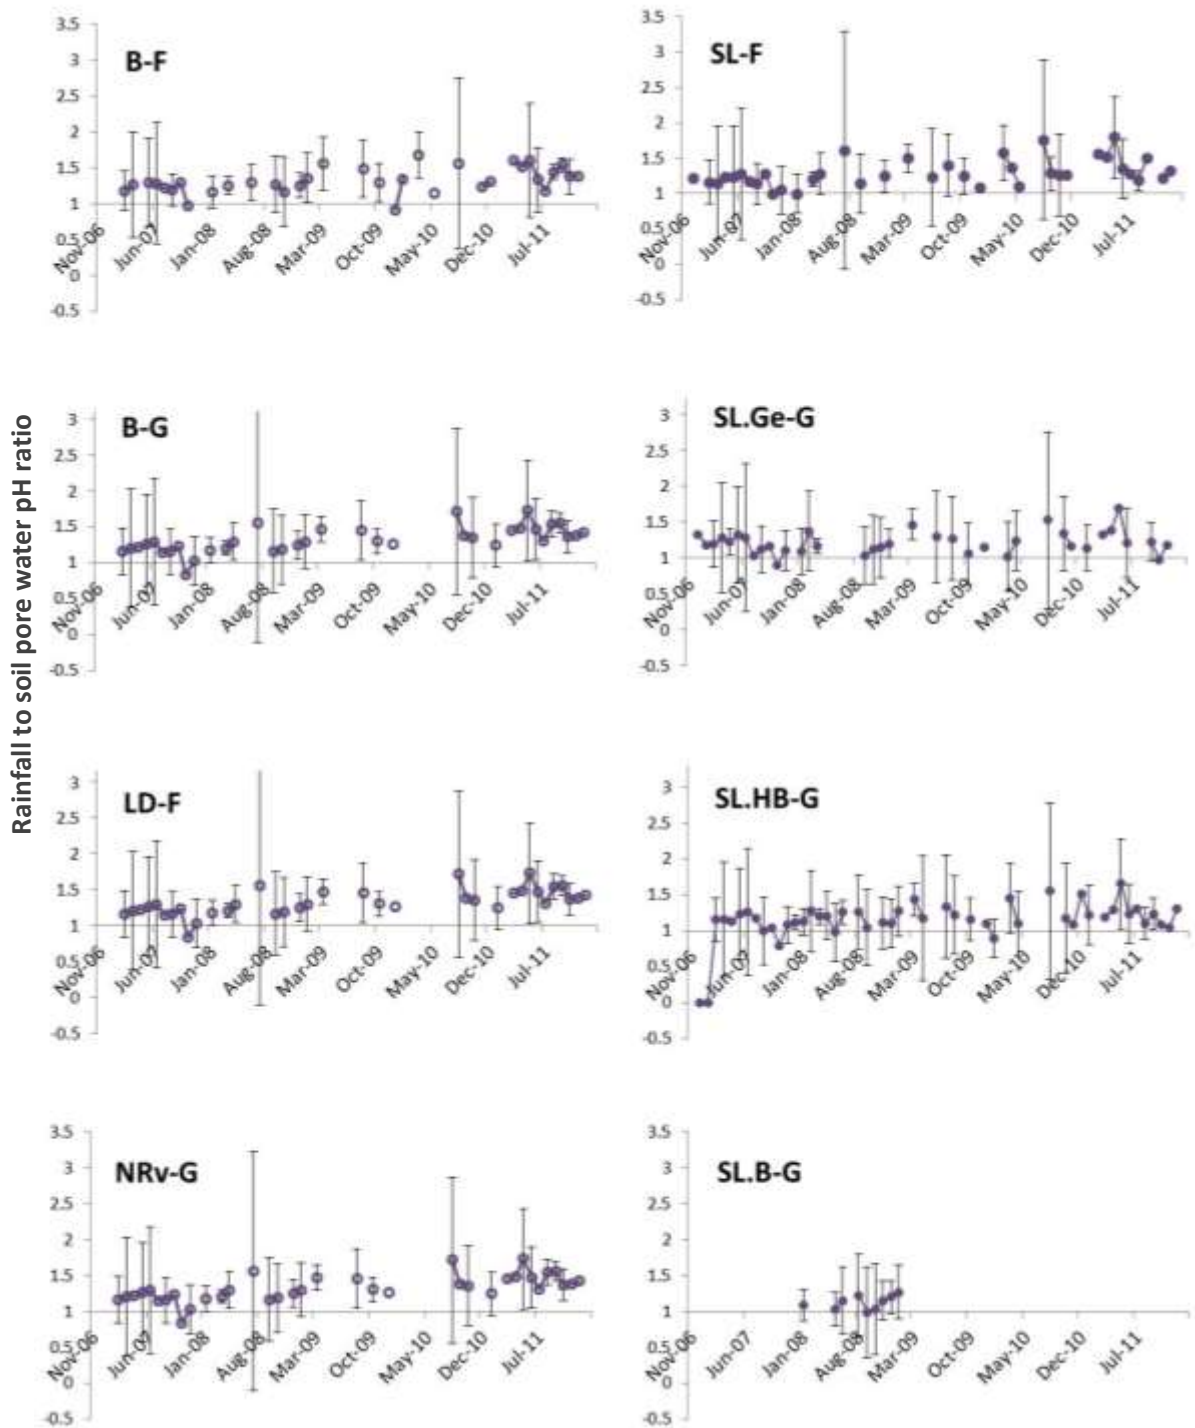 Rainfall to soil pore water pH ratio
B-F
3.5
3
2.5
2
1.5
1
0.5
0
-0.5
Nov-06
Jun-07
Jan-08
Aug-08
Mar-09
Oct-09
May-10
Dec-10
Jul-11
SL-F
3.5
3
2.5
2
1.5
1
0.5
0
-0.5
Nov-06
Jun-07
Jan-08
Aug-08
Mar-09
Oct-09
May-10
Dec-10
Jul-11
B-G
3
2.5
2
1.5
1
0.5
0
-0.5
Nov-06
Jun-07
Jan-08
Aug-08
Mar-09
Oct-09
May-10
Dec-10
Jul-11
SL.Ge-G
3
2.5
2
1.5
1
0.5
0
-0.5
Nov-06
Jun-07
Jan-08
Aug-08
Mar-09
Oct-09
May-10
Dec-10
Jul-11
LD-F
3
2.5
2
1.5
1
0.5
0
-0.5
Nov-06
Jun-07
Jan-08
Aug-08
Mar-09
Oct-09
May-10
Dec-10
Jul-11
SL.HB-G
3
2.5
2
1.5
1
0.5
0
-0.5
Nov-06
Jun-07
Jan-08
Aug-08
Mar-09
Oct-09
May-10
Dec-10
Jul-11
NRv-G
3.5
3
2.5
2
1.5
1
0.5
0
-0.5
Nov-06
Jun-07
Jan-08
Aug-08
Mar-09
Oct-09
May-10
Dec-10
Jul-11
SL.B-G
3.5
3
2.5
2
1.5
1
0.5
0
-0.5
Nov-06
Jun-07
Jan-08
Aug-08
Mar-09
Oct-09
May-10
Dec-10
Jul-11